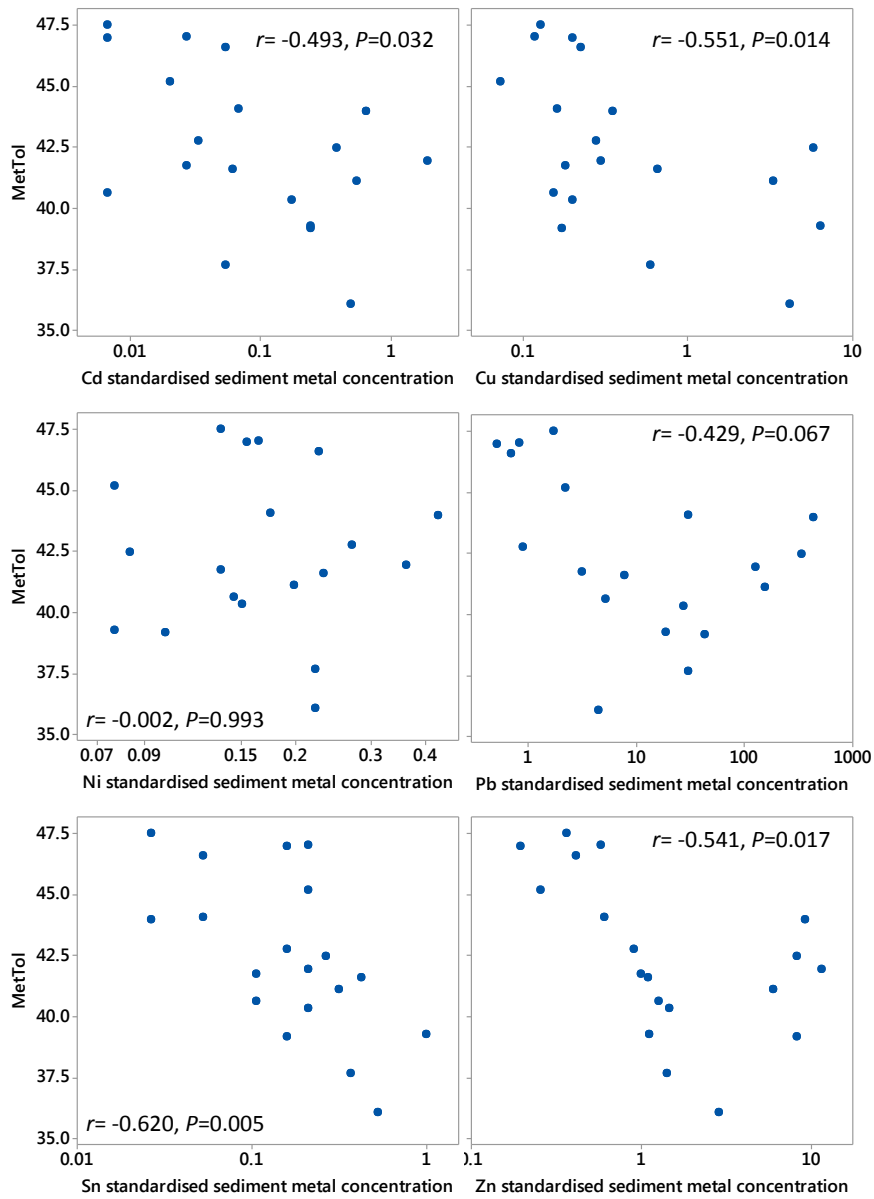 47.5
45.0
42.5
40.0
37.5
35.0
MetTol
r= -0.493, P=0.032
0.01 0.1 1
Cd standardised sediment metal concentration
r= -0.551, P=0.014
0.1 1 10
Cu standardised sediment metal concentration
47.5
45.0
42.5
40.0
37.5
35.0
MetTol
r= -0.002, P=0.993
0.07 0.09 0.15 0.2 0.3 0.4
Ni standardised sediment metal concentration
r= -0.429, P=0.067
1 10 100 1000
Pb standardised sediment metal concentration
47.5
45.0
42.5
40.0
37.5
35.0
MetTol
r= -0.620, P=0.005
0.01 0.1 1
Sn standardised sediment metal concentration
r= -0.541, P=0.017
0.1 1 10
Zn standardised sediment metal concentration